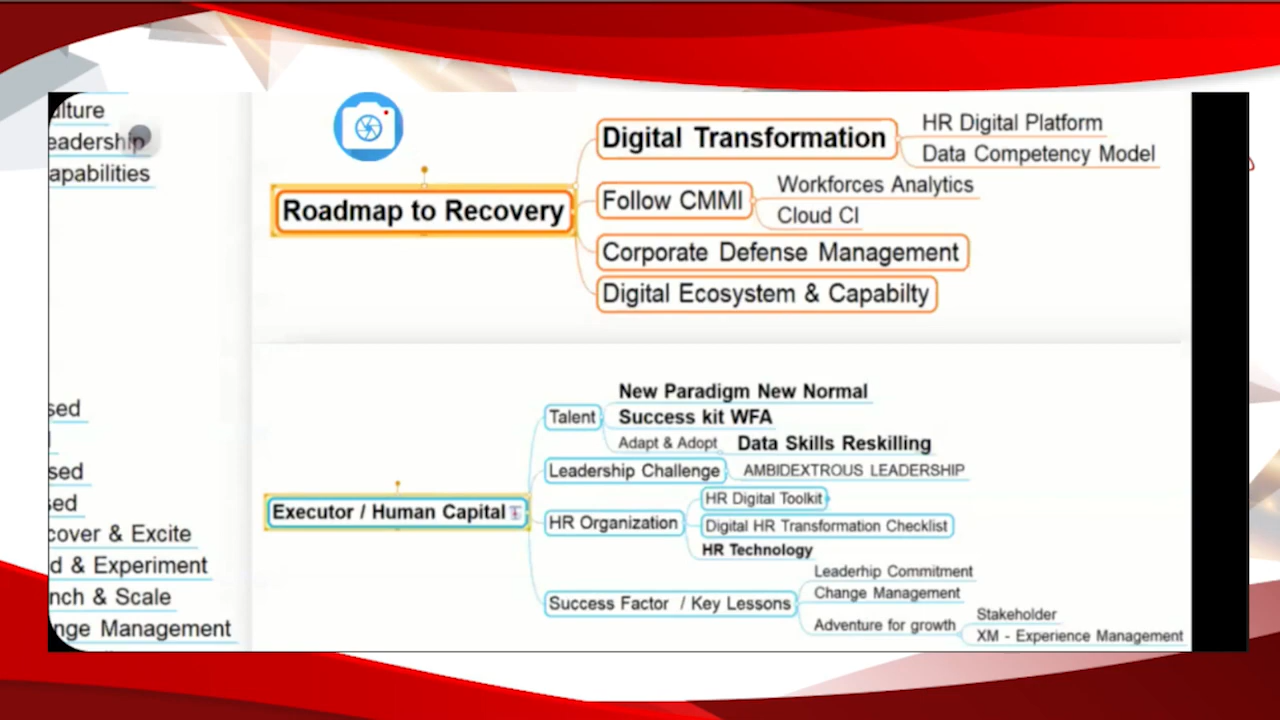 eadership
apabilities
Roadmap to Recovery
Digital Transformation
HR Digital Platform
Data Competency Model
Follow CMMI
Workforces Analytics
Cloud CI
Corporate Defense Management
Digital Ecosystem & Capabilty
sed
sed
sed
cover & Excite
d & Experiment
nch & Scale
nge Management
Executor / Human Capital
Talent
New Paradigm New Normal
Success kit WFA
Adapt & Adopt Data Skills Reskilling
Leadership Challenge
AMBIDEXTROUS LEADERSHIP
HR Organization
HR Digital Toolkit
Digital HR Transformation Checklist
HR Technology
Success Factor / Key Lessons
Leaderhip Commitment
Change Management
Adventure for growth
Stakeholder
XM - Experience Management